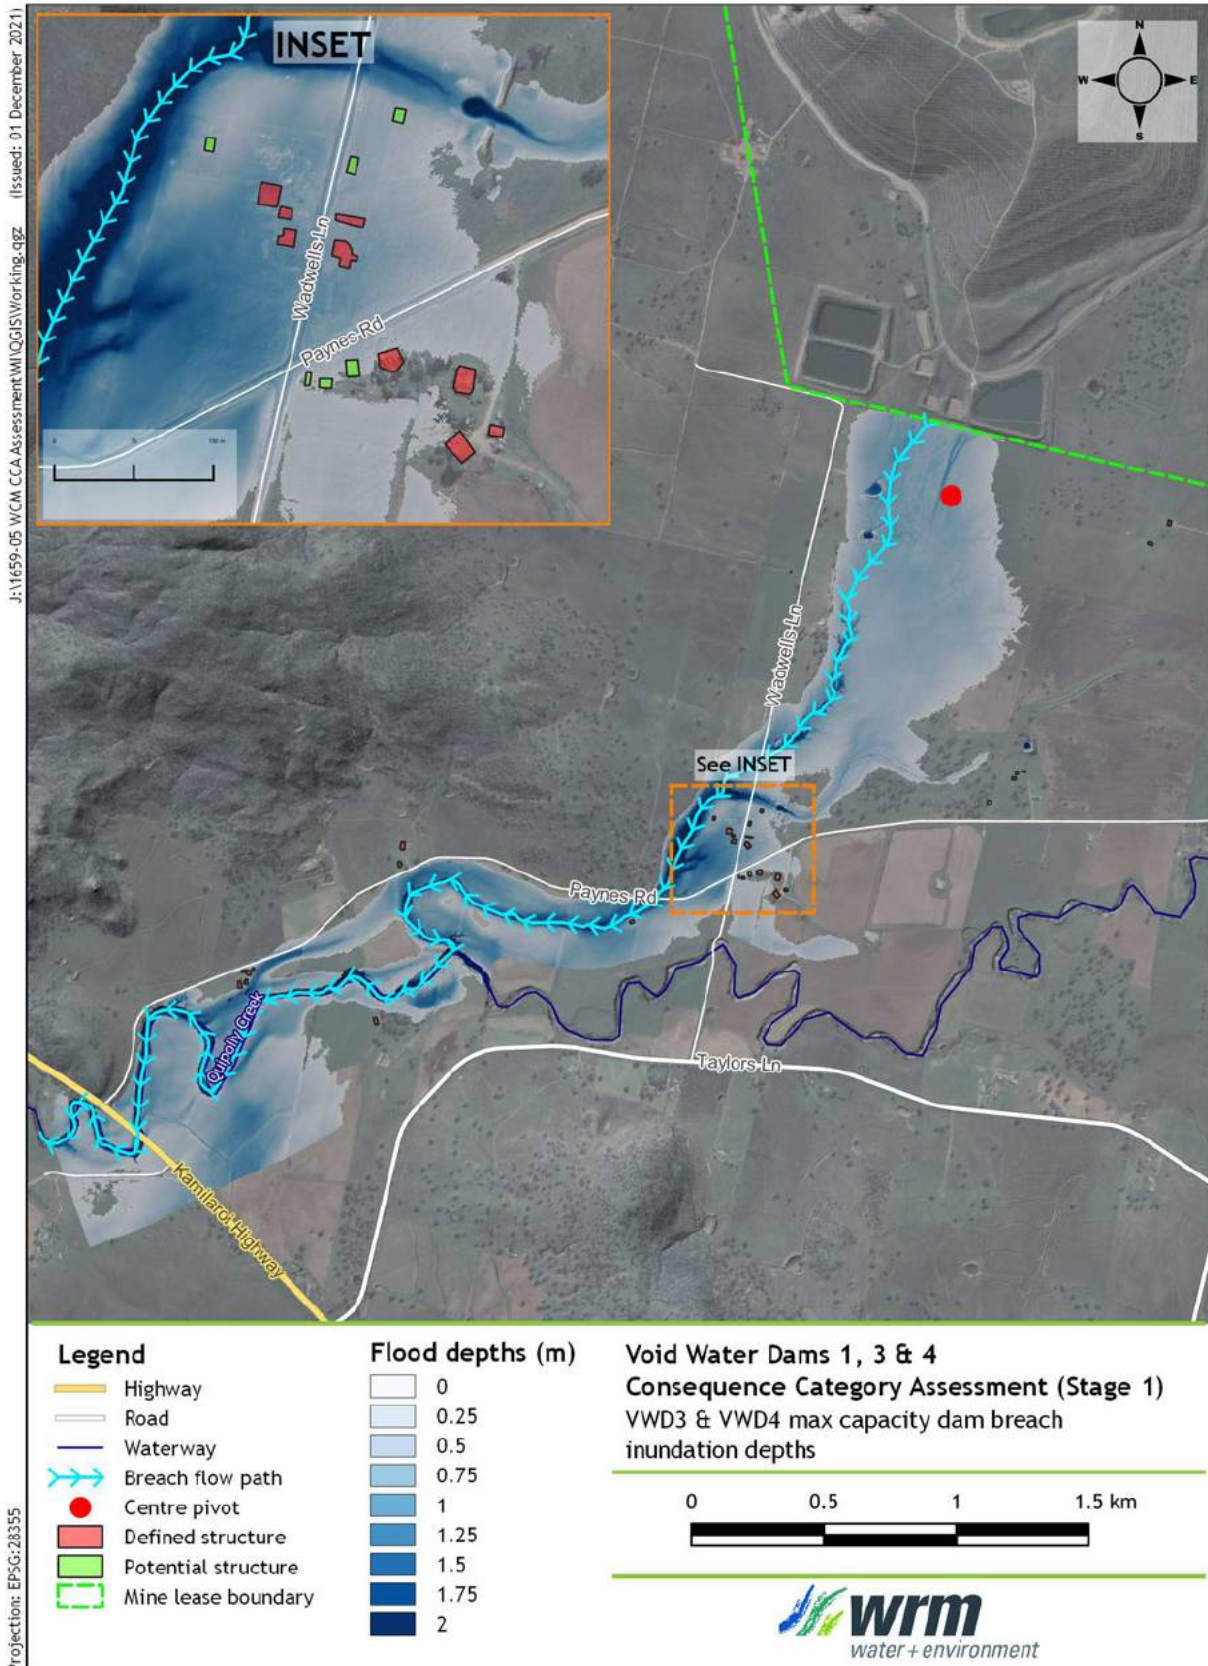 J:\1659-05 WCM CCA Assessment\WMI\QGIS\Working.qgz (Issued: 01 December 2021)
Projection: EPSG:28355
INSET
Wadwells Ln
Paynes Rd
0
150 m
N
W
E
S
Wadwells Ln
See INSET
Paynes Rd
Quipolly Creek
Taylors Ln
Kamilaroi Highway
Legend
Highway
Road
Waterway
Breach flow path
Centre pivot
Defined structure
Potential structure
Mine lease boundary
Flood depths (m)
0
0.25
0.5
0.75
1
1.25
1.5
1.75
2
Void Water Dams 1, 3 & 4
Consequence Category Assessment (Stage 1)
VWD3 & VWD4 max capacity dam breach
inundation depths
0 0.5 1 1.5 km
wrm
water + environment